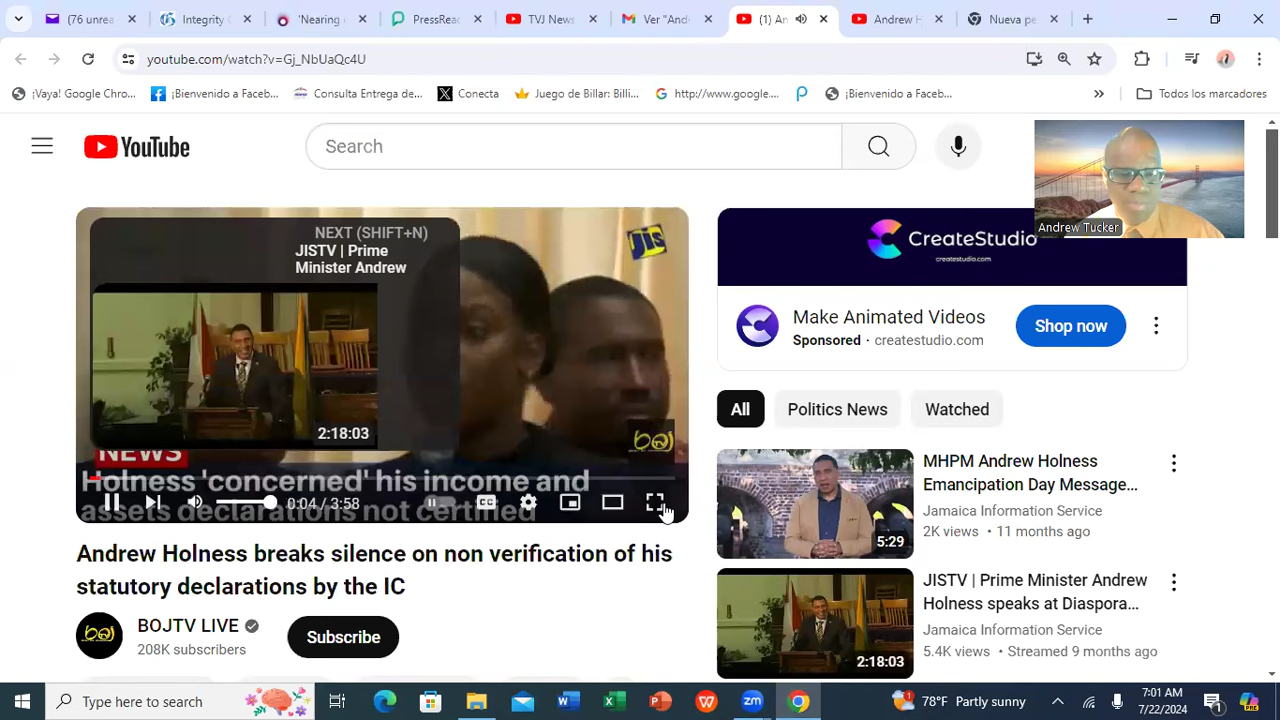 (76 unrea
Integrity C
'Nearing
PressRea
TVJ News
Ver "And
(1) An
Andrew H
Nueva pe
youtube.com/watch?v=Gj_NbUaQc4U
¡Vaya! Google Chro...
¡Bienvenido a Faceb...
Consulta Entrega de...
Conecta
Juego de Billar: Billi...
http://www.google....
¡Bienvenido a Faceb...
»
Todos los marcadores
YouTube
Search
Andrew Tucker
NEXT (SHIFT+N)
JISTV | Prime
Minister Andrew
2:18:03
JIS
BOJ
NEWS
Holness 'concerned' his income and
assets declaration is not certified
0:04 / 3:58
CC
CreateStudio
createstudio.com
Make Animated Videos
Sponsored · createstudio.com
Shop now
All
Politics News
Watched
MHPM Andrew Holness
Emancipation Day Message...
Jamaica Information Service
2K views • 11 months ago
5:29
JISTV | Prime Minister Andrew
Holness speaks at Diaspora...
Jamaica Information Service
5.4K views • Streamed 9 months ago
2:18:03
Andrew Holness breaks silence on non verification of his
statutory declarations by the IC
BOJTV LIVE
208K subscribers
Subscribe
Type here to search
78°F Partly sunny
7:01 AM
7/22/2024